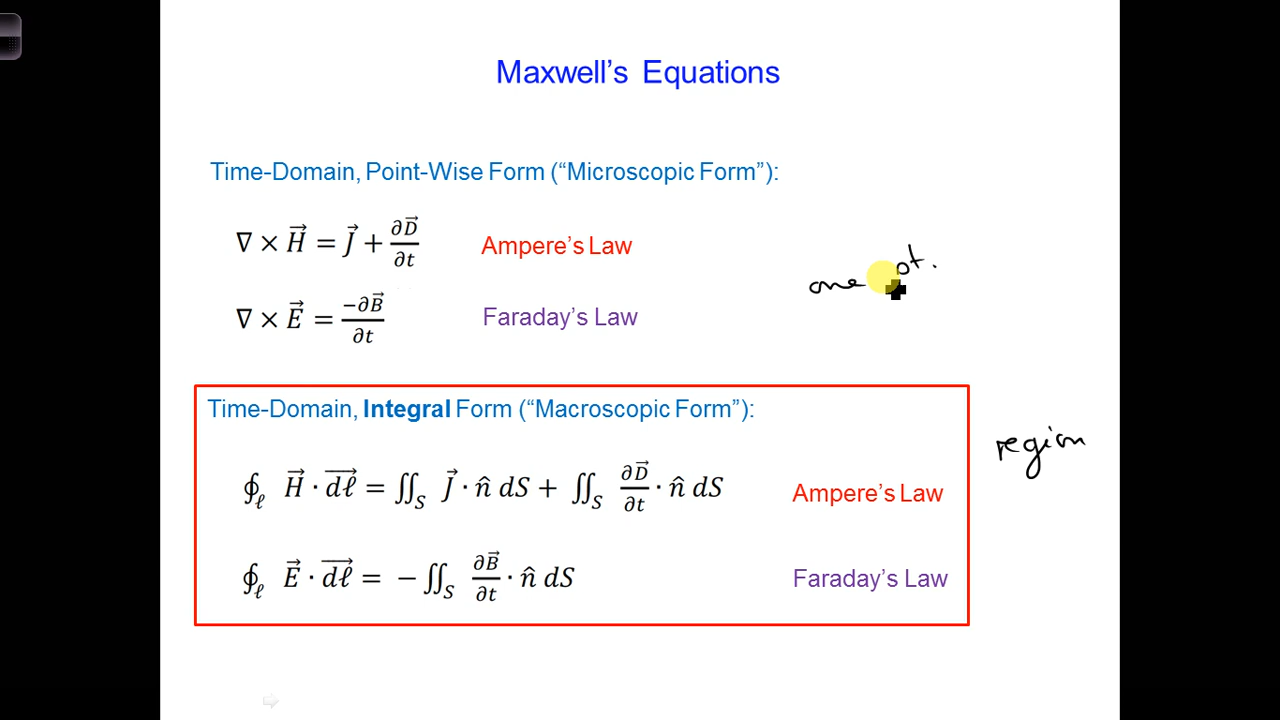 Maxwell's Equations
Time-Domain, Point-Wise Form (“Microscopic Form”):
∇ × H⃗ = J⃗ + ∂D⃗/∂t Ampere's Law
one pt.
∇ × E⃗ = −∂B⃗/∂t Faraday's Law
Time-Domain, Integral Form (“Macroscopic Form”):
region
∮ℓ H⃗ · dℓ⃗ = ∬S J⃗ · n̂ dS + ∬S ∂D⃗/∂t · n̂ dS Ampere's Law
∮ℓ E⃗ · dℓ⃗ = − ∬S ∂B⃗/∂t · n̂ dS Faraday's Law